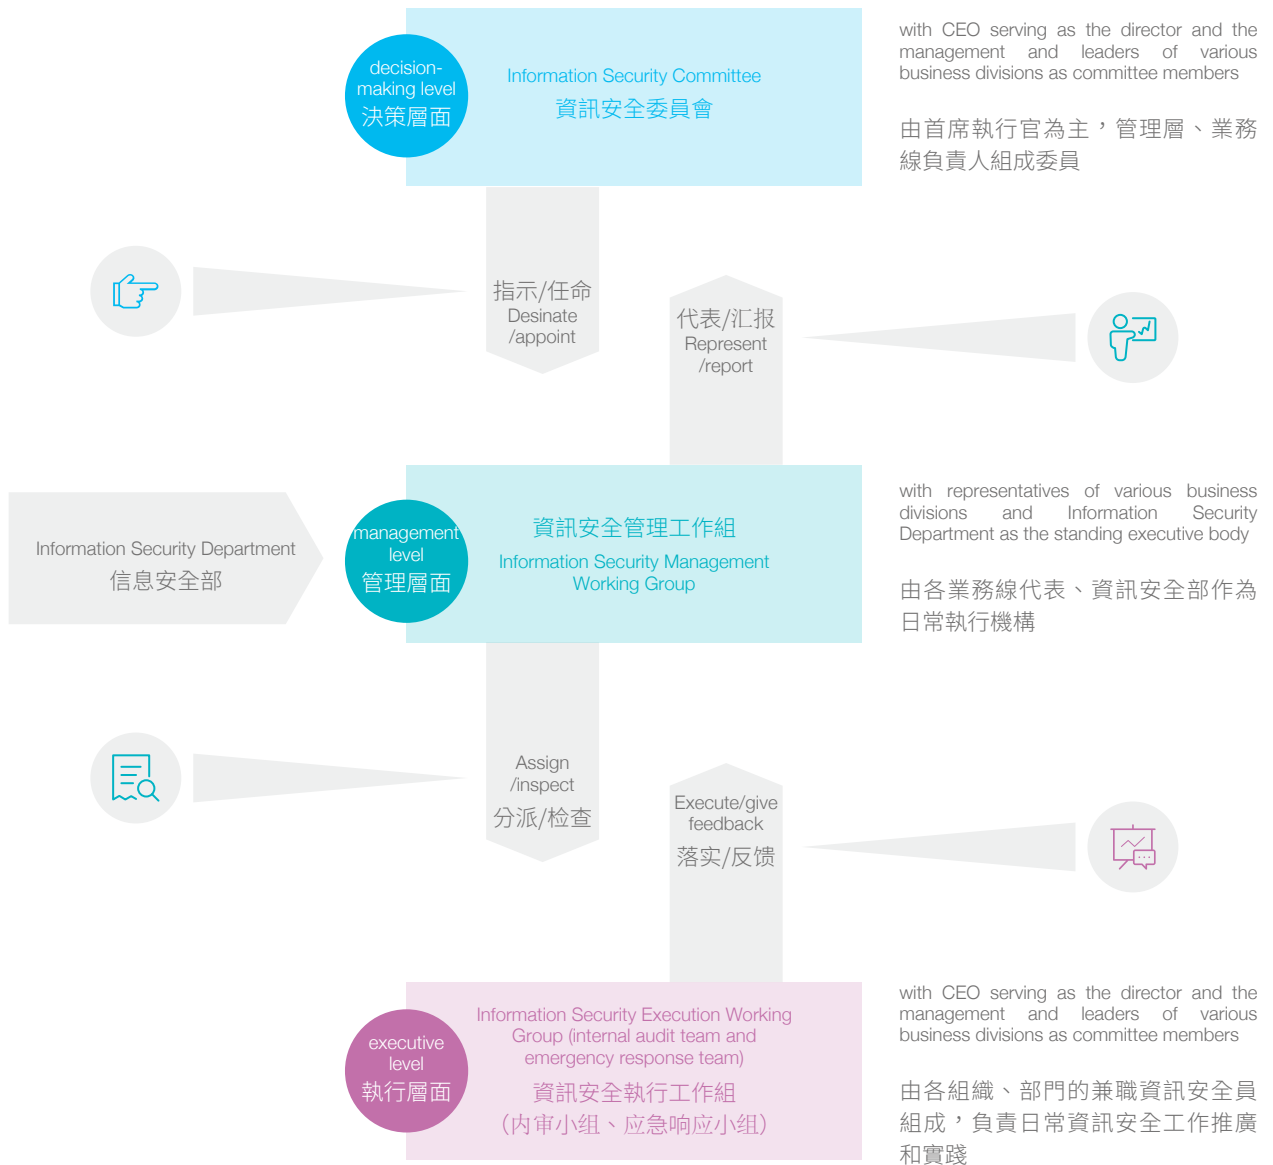 decision-
making level
決策層面
Information Security Committee
資訊安全委員會
with CEO serving as the director and the
management and leaders of various
business divisions as committee members
由首席執行官為主，管理層、業務
線負責人組成委員
指示/任命
Desinate
/appoint
代表/汇报
Represent
/report
Information Security Department
信息安全部
management
level
管理層面
資訊安全管理工作組
Information Security Management
Working Group
with representatives of various business
divisions and Information Security
Department as the standing executive body
由各業務線代表、資訊安全部作為
日常執行機構
Assign
/inspect
分派/检查
Execute/give
feedback
落实/反馈
executive
level
執行層面
Information Security Execution Working
Group (internal audit team and
emergency response team)
資訊安全執行工作組
（内审小组、应急响应小组）
with CEO serving as the director and the
management and leaders of various
business divisions as committee members
由各組織、部門的兼職資訊安全員
組成，負責日常資訊安全工作推廣
和實踐